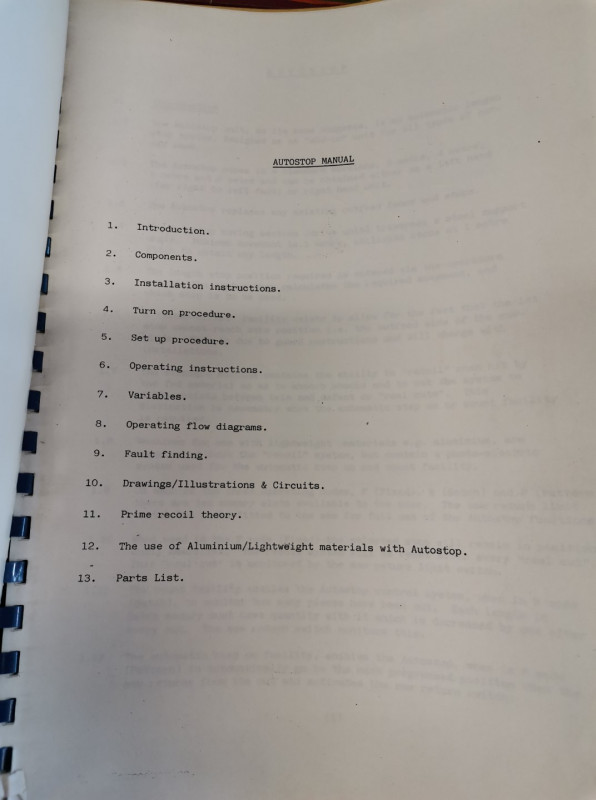 AUTOSTOP MANUAL
1. Introduction.
2. Components.
3. Installation instructions.
4. Turn on procedure.
5. Set up procedure.
6. Operating instructions.
7. Variables.
8. Operating flow diagrams.
9. Fault finding.
10. Drawings/Illustrations & Circuits.
11. Prime recoil theory.
12. The use of Aluminium/Lightweight materials with Autostop.
13. Parts List.